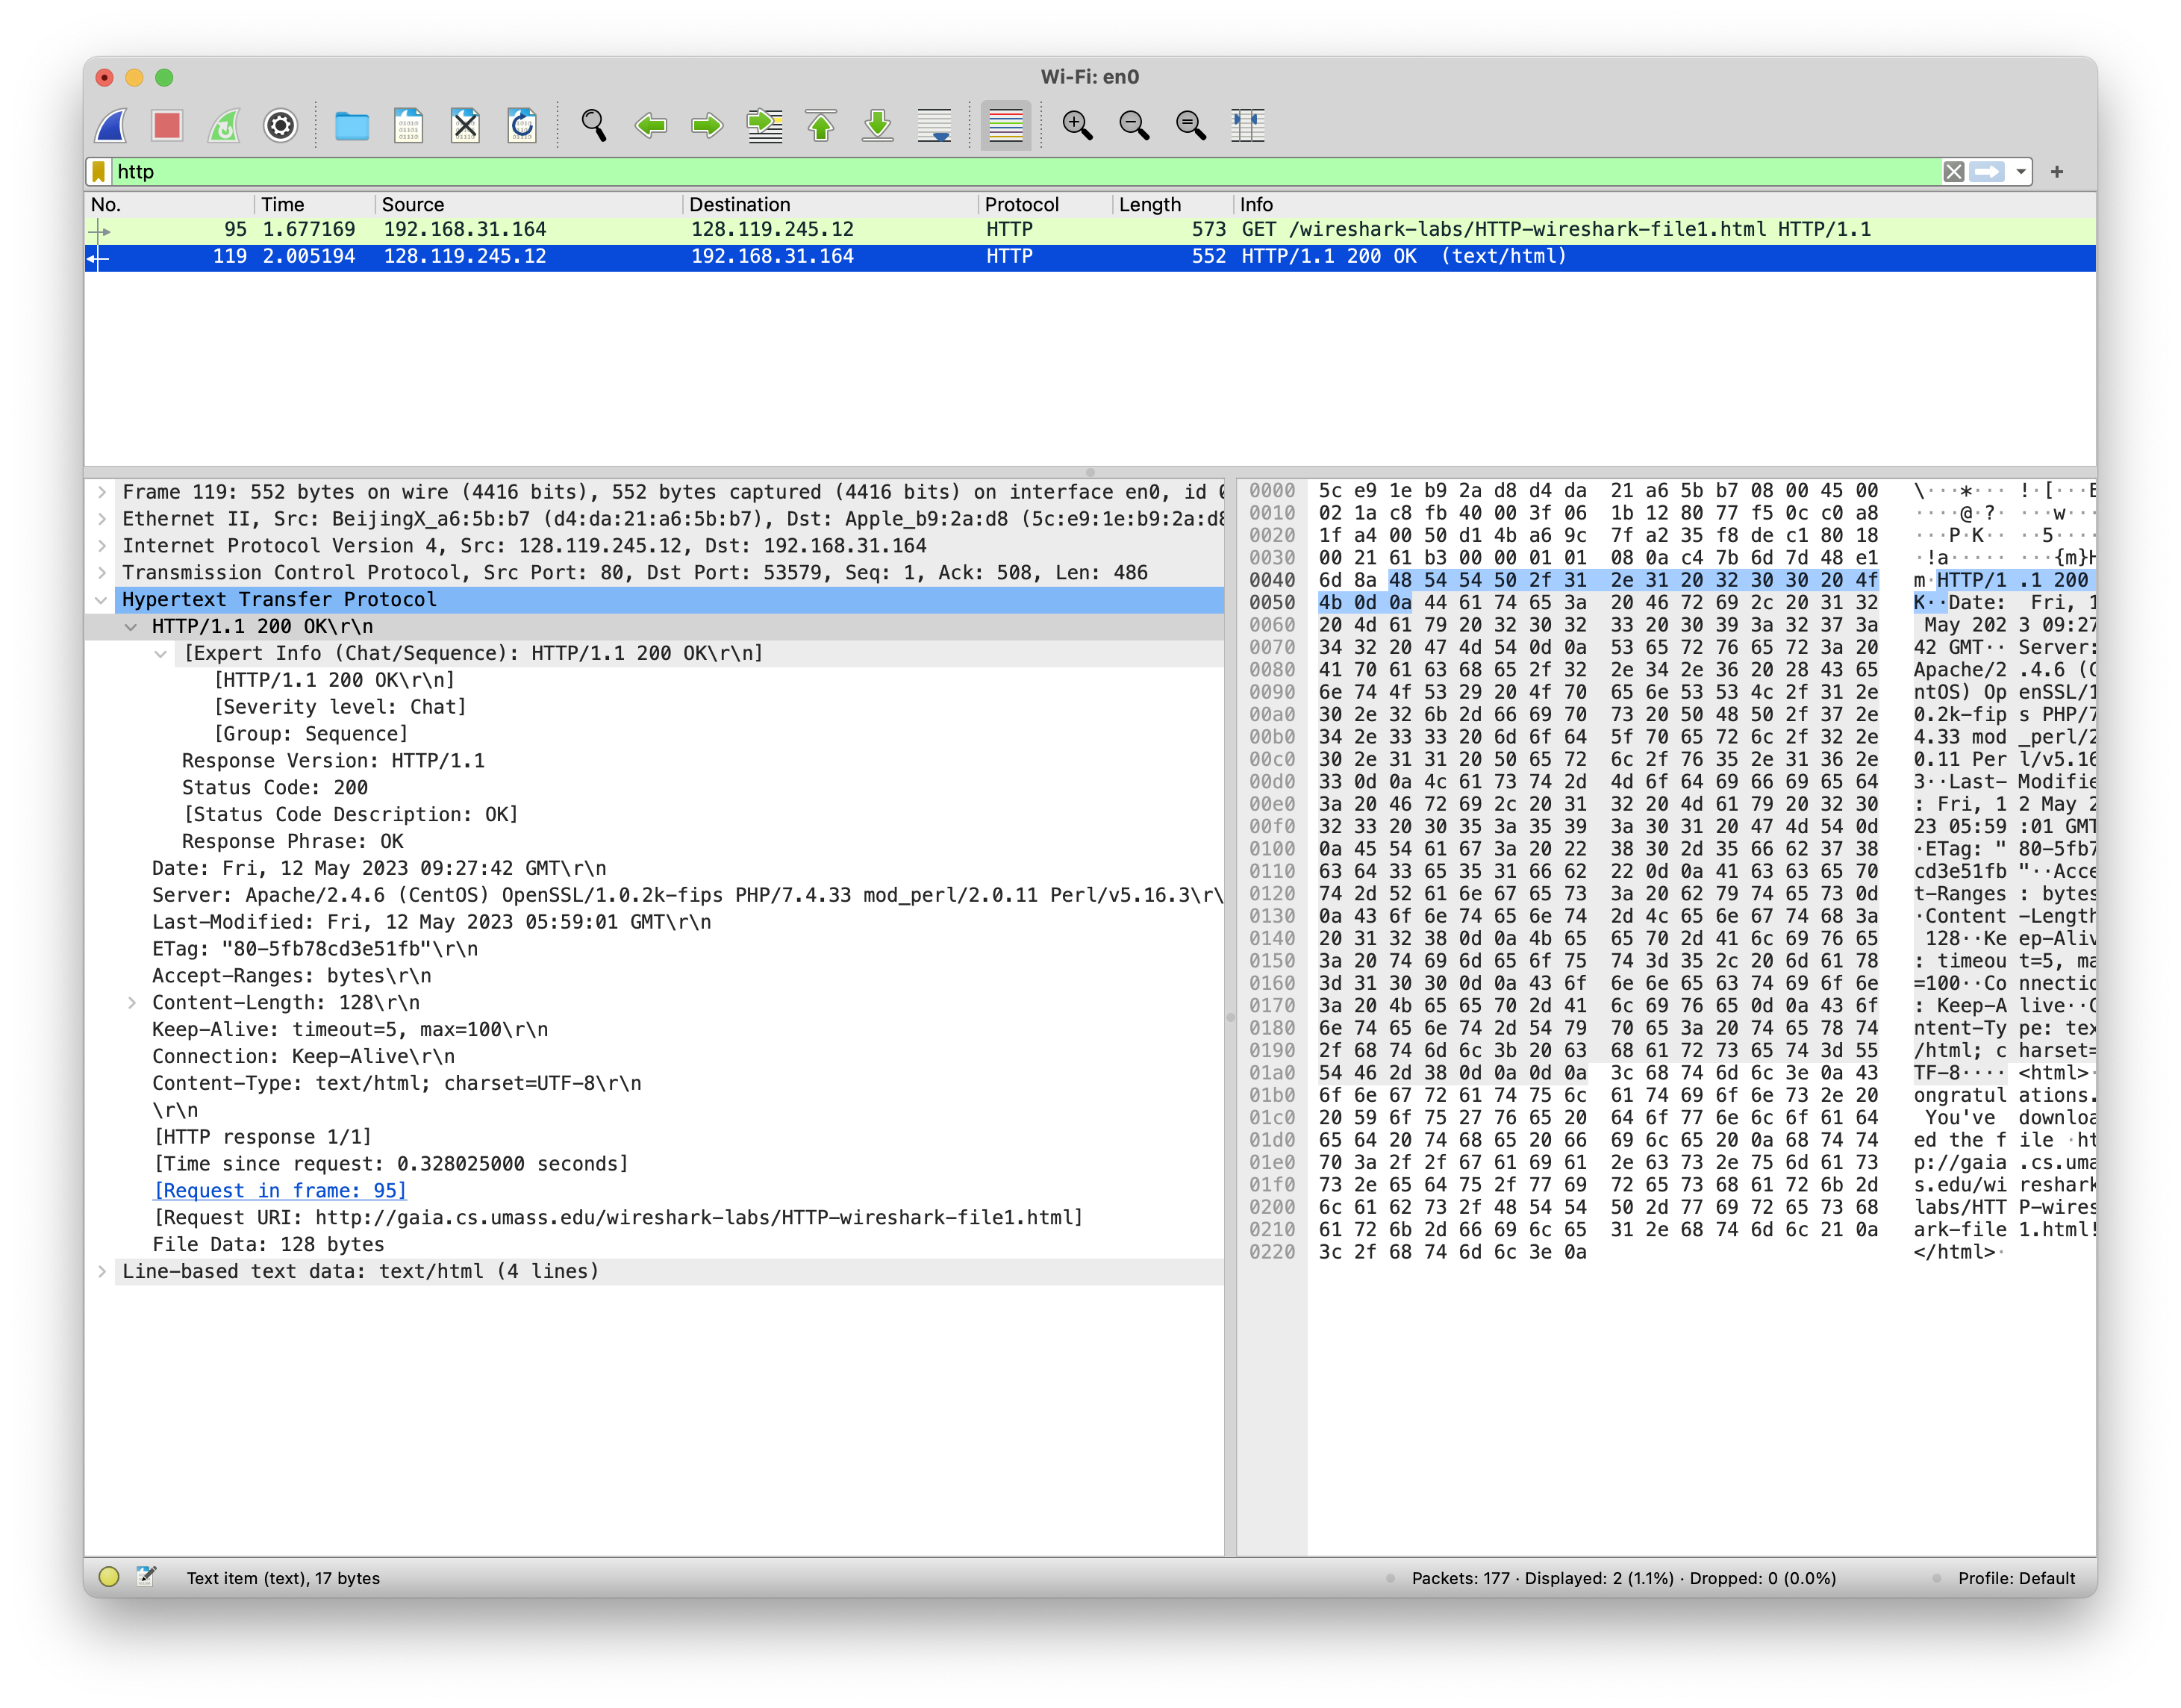 Wi-Fi: en0
http
No. Time Source Destination Protocol Length Info
95 1.677169 192.168.31.164 128.119.245.12 HTTP 573 GET /wireshark-labs/HTTP-wireshark-file1.html HTTP/1.1
119 2.005194 128.119.245.12 192.168.31.164 HTTP 552 HTTP/1.1 200 OK (text/html)
Frame 119: 552 bytes on wire (4416 bits), 552 bytes captured (4416 bits) on interface en0, id
Ethernet II, Src: BeijingX_a6:5b:b7 (d4:da:21:a6:5b:b7), Dst: Apple_b9:2a:d8 (5c:e9:1e:b9:2a:d8
Internet Protocol Version 4, Src: 128.119.245.12, Dst: 192.168.31.164
Transmission Control Protocol, Src Port: 80, Dst Port: 53579, Seq: 1, Ack: 508, Len: 486
Hypertext Transfer Protocol
HTTP/1.1 200 OK\r\n
[Expert Info (Chat/Sequence): HTTP/1.1 200 OK\r\n]
[HTTP/1.1 200 OK\r\n]
[Severity level: Chat]
[Group: Sequence]
Response Version: HTTP/1.1
Status Code: 200
[Status Code Description: OK]
Response Phrase: OK
Date: Fri, 12 May 2023 09:27:42 GMT\r\n
Server: Apache/2.4.6 (CentOS) OpenSSL/1.0.2k-fips PHP/7.4.33 mod_perl/2.0.11 Perl/v5.16.3\r\
Last-Modified: Fri, 12 May 2023 05:59:01 GMT\r\n
ETag: "80-5fb78cd3e51fb"\r\n
Accept-Ranges: bytes\r\n
Content-Length: 128\r\n
Keep-Alive: timeout=5, max=100\r\n
Connection: Keep-Alive\r\n
Content-Type: text/html; charset=UTF-8\r\n
\r\n
[HTTP response 1/1]
[Time since request: 0.328025000 seconds]
[Request in frame: 95]
[Request URI: http://gaia.cs.umass.edu/wireshark-labs/HTTP-wireshark-file1.html]
File Data: 128 bytes
Line-based text data: text/html (4 lines)
0000 5c e9 1e b9 2a d8 d4 da 21 a6 5b b7 08 00 45 00 \···*··· !·[···E
0010 02 1a c8 fb 40 00 3f 06 1b 12 80 77 f5 0c c0 a8 ····@·?· ···w··
0020 1f a4 00 50 d1 4b a6 9c 7f a2 35 f8 de c1 80 18 ···P·K·· ··5····
0030 00 21 61 b3 00 00 01 01 08 0a c4 7b 6d 7d 48 e1 ·!a····· ···{m}H
0040 6d 8a 48 54 54 50 2f 31 2e 31 20 32 30 30 20 4f m·HTTP/1 .1 200
0050 4b 0d 0a 44 61 74 65 3a 20 46 72 69 2c 20 31 32 K··Date: Fri, 1
0060 20 4d 61 79 20 32 30 32 33 20 30 39 3a 32 37 3a May 202 3 09:27
0070 34 32 20 47 4d 54 0d 0a 53 65 72 76 65 72 3a 20 42 GMT·· Server:
0080 41 70 61 63 68 65 2f 32 2e 34 2e 36 20 28 43 65 Apache/2 .4.6 (C
0090 6e 74 4f 53 29 20 4f 70 65 6e 53 53 4c 2f 31 2e ntOS) Op enSSL/1
00a0 30 2e 32 6b 2d 66 69 70 73 20 50 48 50 2f 37 2e 0.2k-fip s PHP/7
00b0 34 2e 33 33 20 6d 6f 64 5f 70 65 72 6c 2f 32 2e 4.33 mod _perl/2
00c0 30 2e 31 31 20 50 65 72 6c 2f 76 35 2e 31 36 2e 0.11 Per l/v5.16
00d0 33 0d 0a 4c 61 73 74 2d 4d 6f 64 69 66 69 65 64 3··Last- Modifie
00e0 3a 20 46 72 69 2c 20 31 32 20 4d 61 79 20 32 30 : Fri, 1 2 May 2
00f0 32 33 20 30 35 3a 35 39 3a 30 31 20 47 4d 54 0d 23 05:59 :01 GMT
0100 0a 45 54 61 67 3a 20 22 38 30 2d 35 66 62 37 38 ·ETag: " 80-5fb7
0110 63 64 33 65 35 31 66 62 22 0d 0a 41 63 63 65 70 cd3e51fb "··Acce
0120 74 2d 52 61 6e 67 65 73 3a 20 62 79 74 65 73 0d t-Ranges : bytes
0130 0a 43 6f 6e 74 65 6e 74 2d 4c 65 6e 67 74 68 3a ·Content -Length
0140 20 31 32 38 0d 0a 4b 65 65 70 2d 41 6c 69 76 65 128··Ke ep-Aliv
0150 3a 20 74 69 6d 65 6f 75 74 3d 35 2c 20 6d 61 78 : timeou t=5, ma
0160 3d 31 30 30 0d 0a 43 6f 6e 6e 65 63 74 69 6f 6e =100··Co nnectio
0170 3a 20 4b 65 65 70 2d 41 6c 69 76 65 0d 0a 43 6f : Keep-A live··C
0180 6e 74 65 6e 74 2d 54 79 70 65 3a 20 74 65 78 74 ntent-Ty pe: tex
0190 2f 68 74 6d 6c 3b 20 63 68 61 72 73 65 74 3d 55 /html; c harset=
01a0 54 46 2d 38 0d 0a 0d 0a 3c 68 74 6d 6c 3e 0a 43 TF-8···· <html>·
01b0 6f 6e 67 72 61 74 75 6c 61 74 69 6f 6e 73 2e 20 ongratul ations.
01c0 20 59 6f 75 27 76 65 20 64 6f 77 6e 6c 6f 61 64 You've downloa
01d0 65 64 20 74 68 65 20 66 69 6c 65 20 0a 68 74 74 ed the f ile ·ht
01e0 70 3a 2f 2f 67 61 69 61 2e 63 73 2e 75 6d 61 73 p://gaia .cs.uma
01f0 73 2e 65 64 75 2f 77 69 72 65 73 68 61 72 6b 2d s.edu/wi reshark
0200 6c 61 62 73 2f 48 54 54 50 2d 77 69 72 65 73 68 labs/HTT P-wires
0210 61 72 6b 2d 66 69 6c 65 31 2e 68 74 6d 6c 21 0a ark-file 1.html!
0220 3c 2f 68 74 6d 6c 3e 0a </html>·
Text item (text), 17 bytes
Packets: 177 · Displayed: 2 (1.1%) · Dropped: 0 (0.0%)
Profile: Default